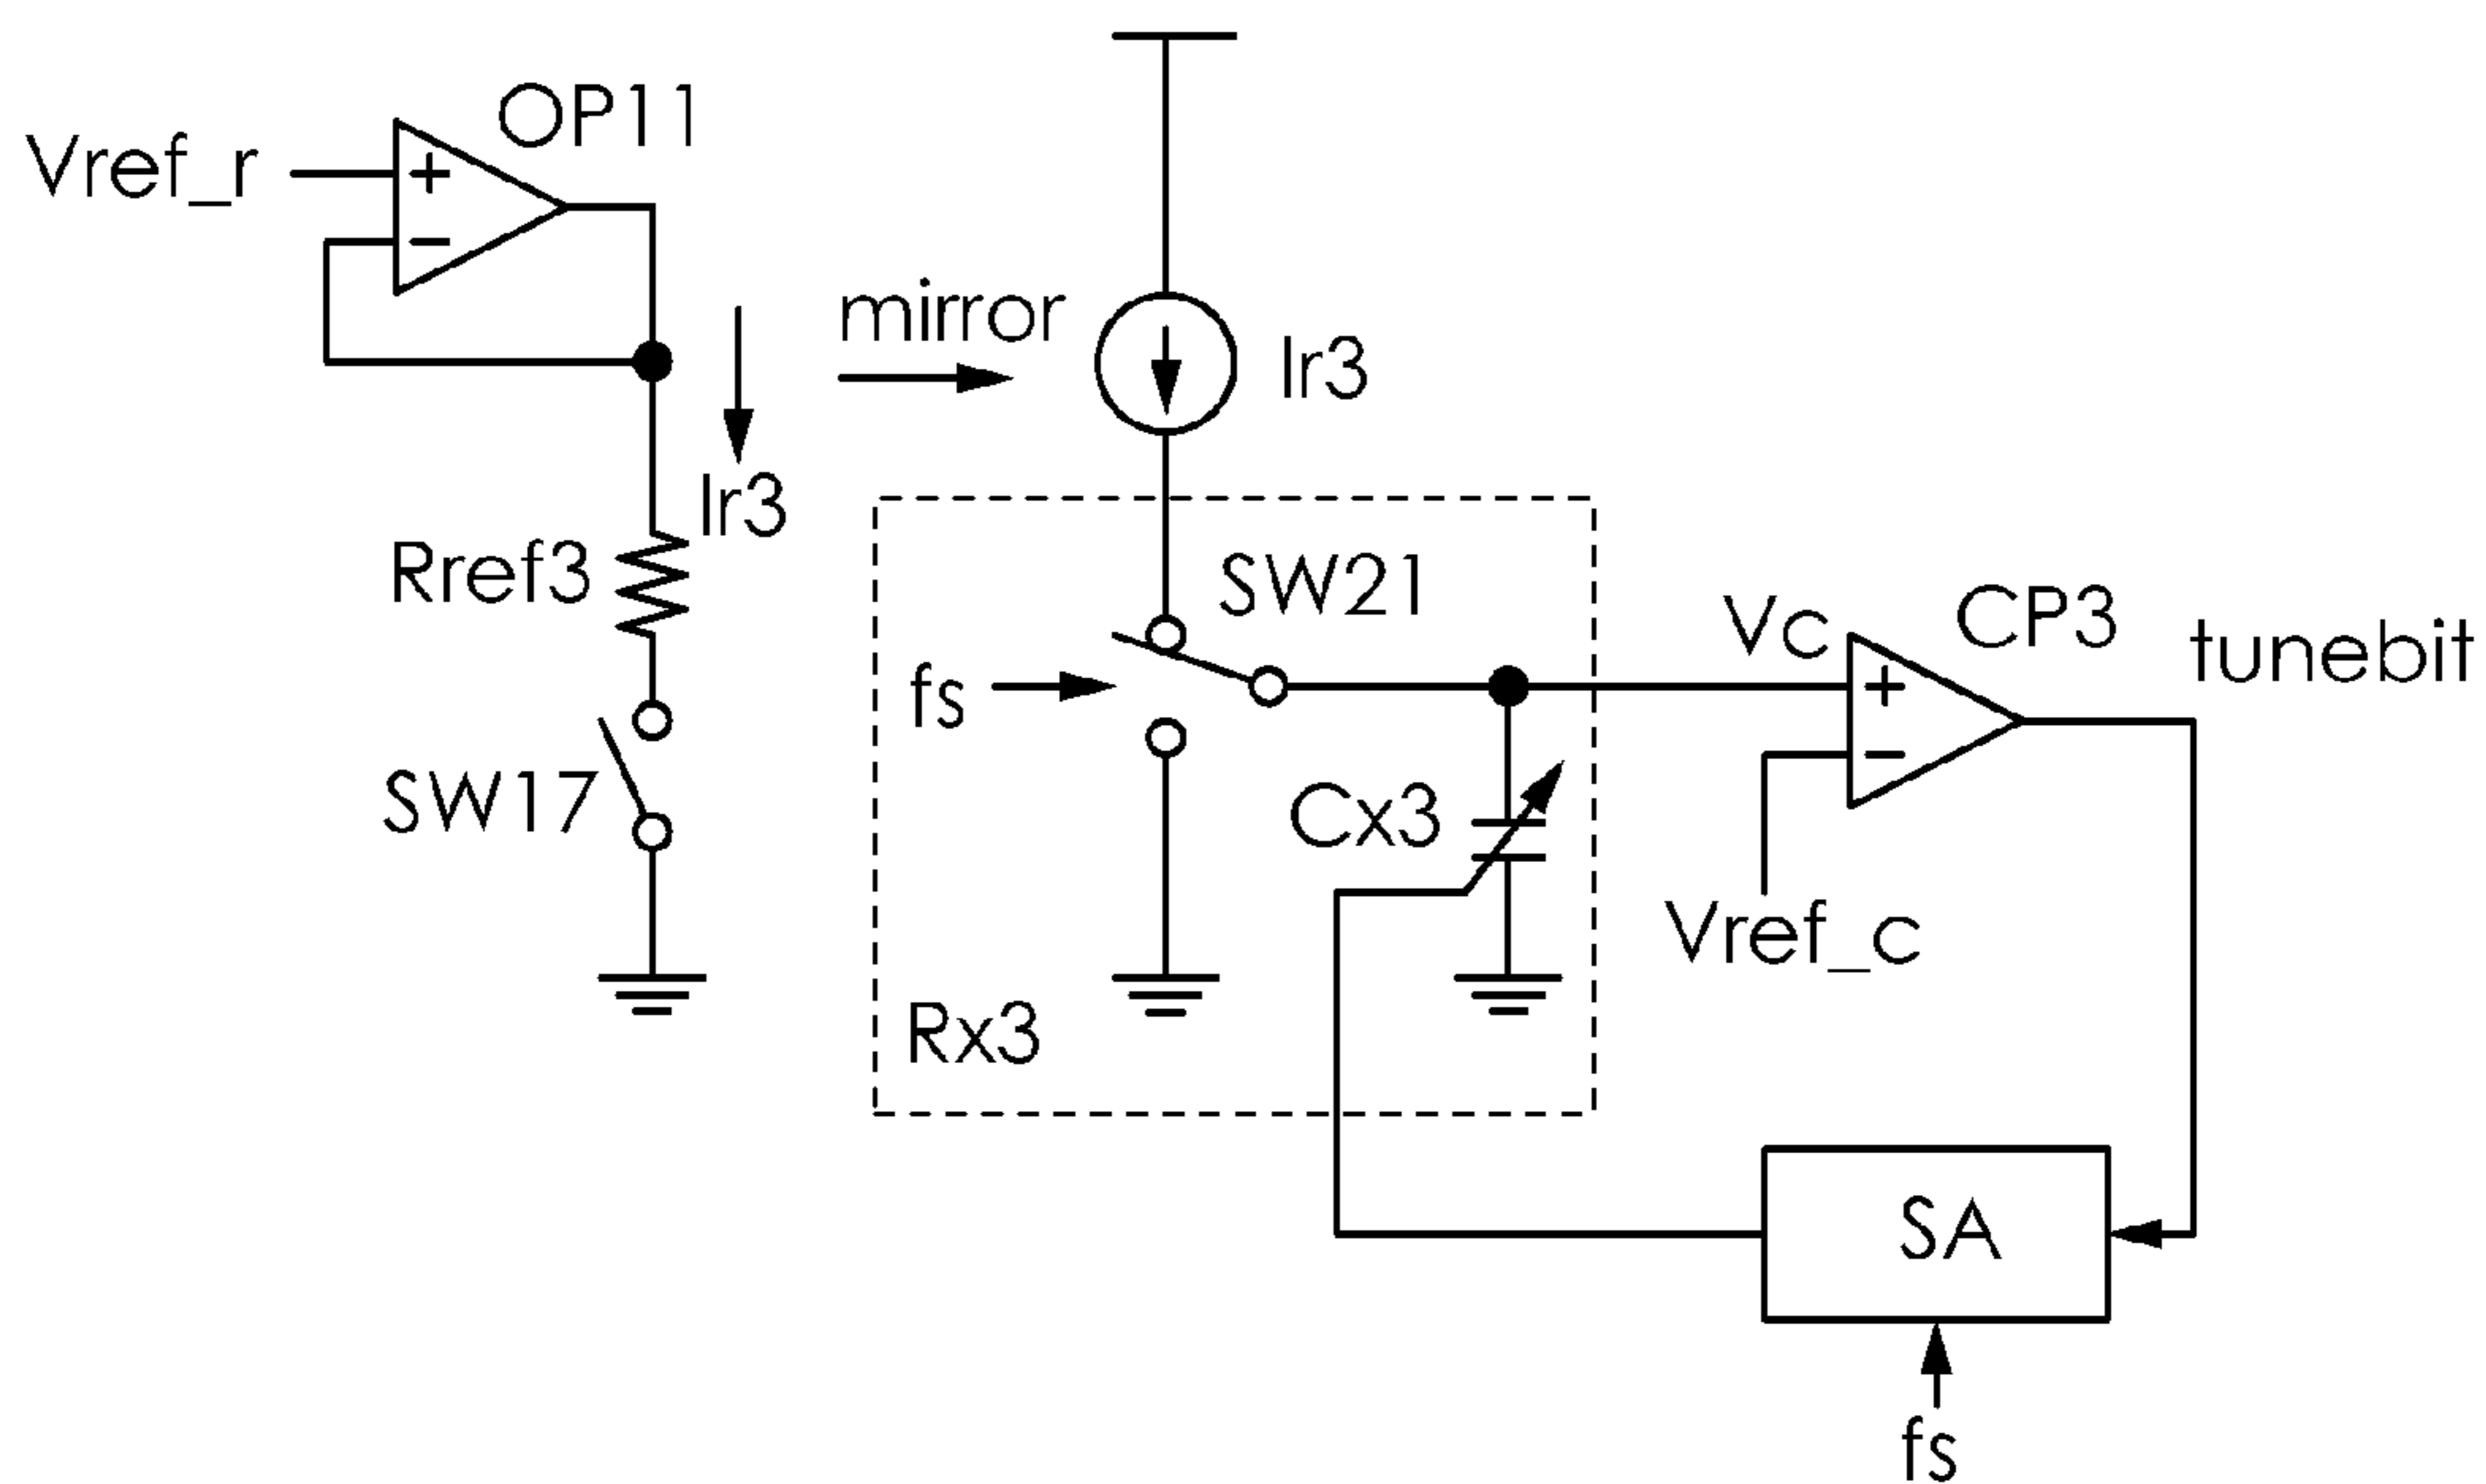 OP11
Vref_r
+
−
mirror
Ir3
Ir3
Rref3
SW21
SW17
fs
Vc
CP3
tunebit
+
−
Cx3
Vref_c
Rx3
SA
fs